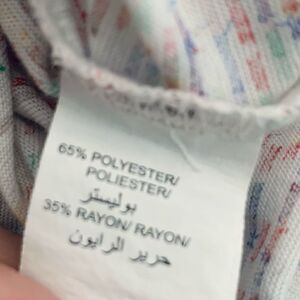 65% POLYESTER/
POLIESTER/
بوليستر
35% RAYON/ RAYON/
حرير الرايون